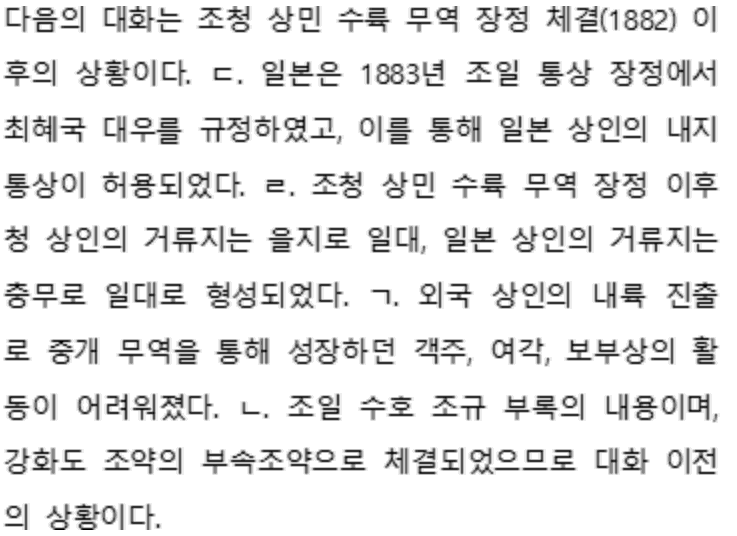 다음의 대화는 조청 상민 수륙 무역 장정 체결(1882) 이
후의 상황이다. ㄷ. 일본은 1883년 조일 통상 장정에서
최혜국 대우를 규정하였고, 이를 통해 일본 상인의 내지
통상이 허용되었다. ㄹ. 조청 상민 수륙 무역 장정 이후
청 상인의 거류지는 을지로 일대, 일본 상인의 거류지는
충무로 일대로 형성되었다. ㄱ. 외국 상인의 내륙 진출
로 중개 무역을 통해 성장하던 객주, 여각, 보부상의 활
동이 어려워졌다. ㄴ. 조일 수호 조규 부록의 내용이며,
강화도 조약의 부속조약으로 체결되었으므로 대화 이전
의 상황이다.